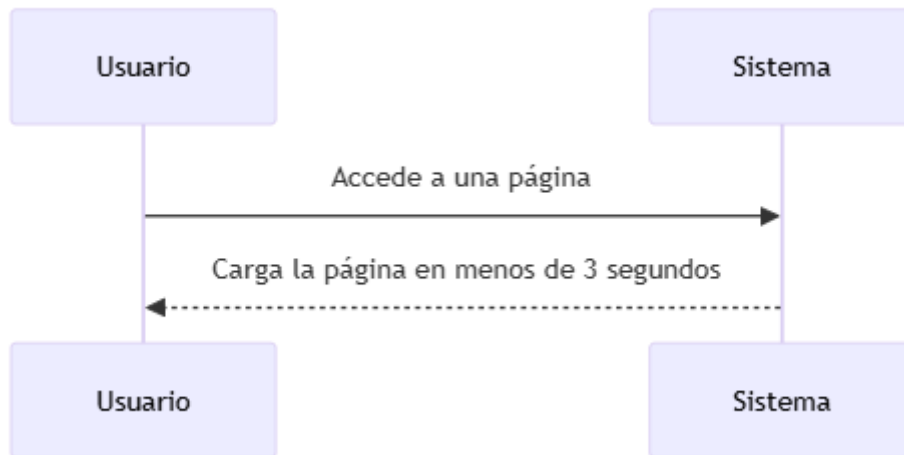 Usuario
Sistema
Accede a una página
Carga la página en menos de 3 segundos
Usuario
Sistema